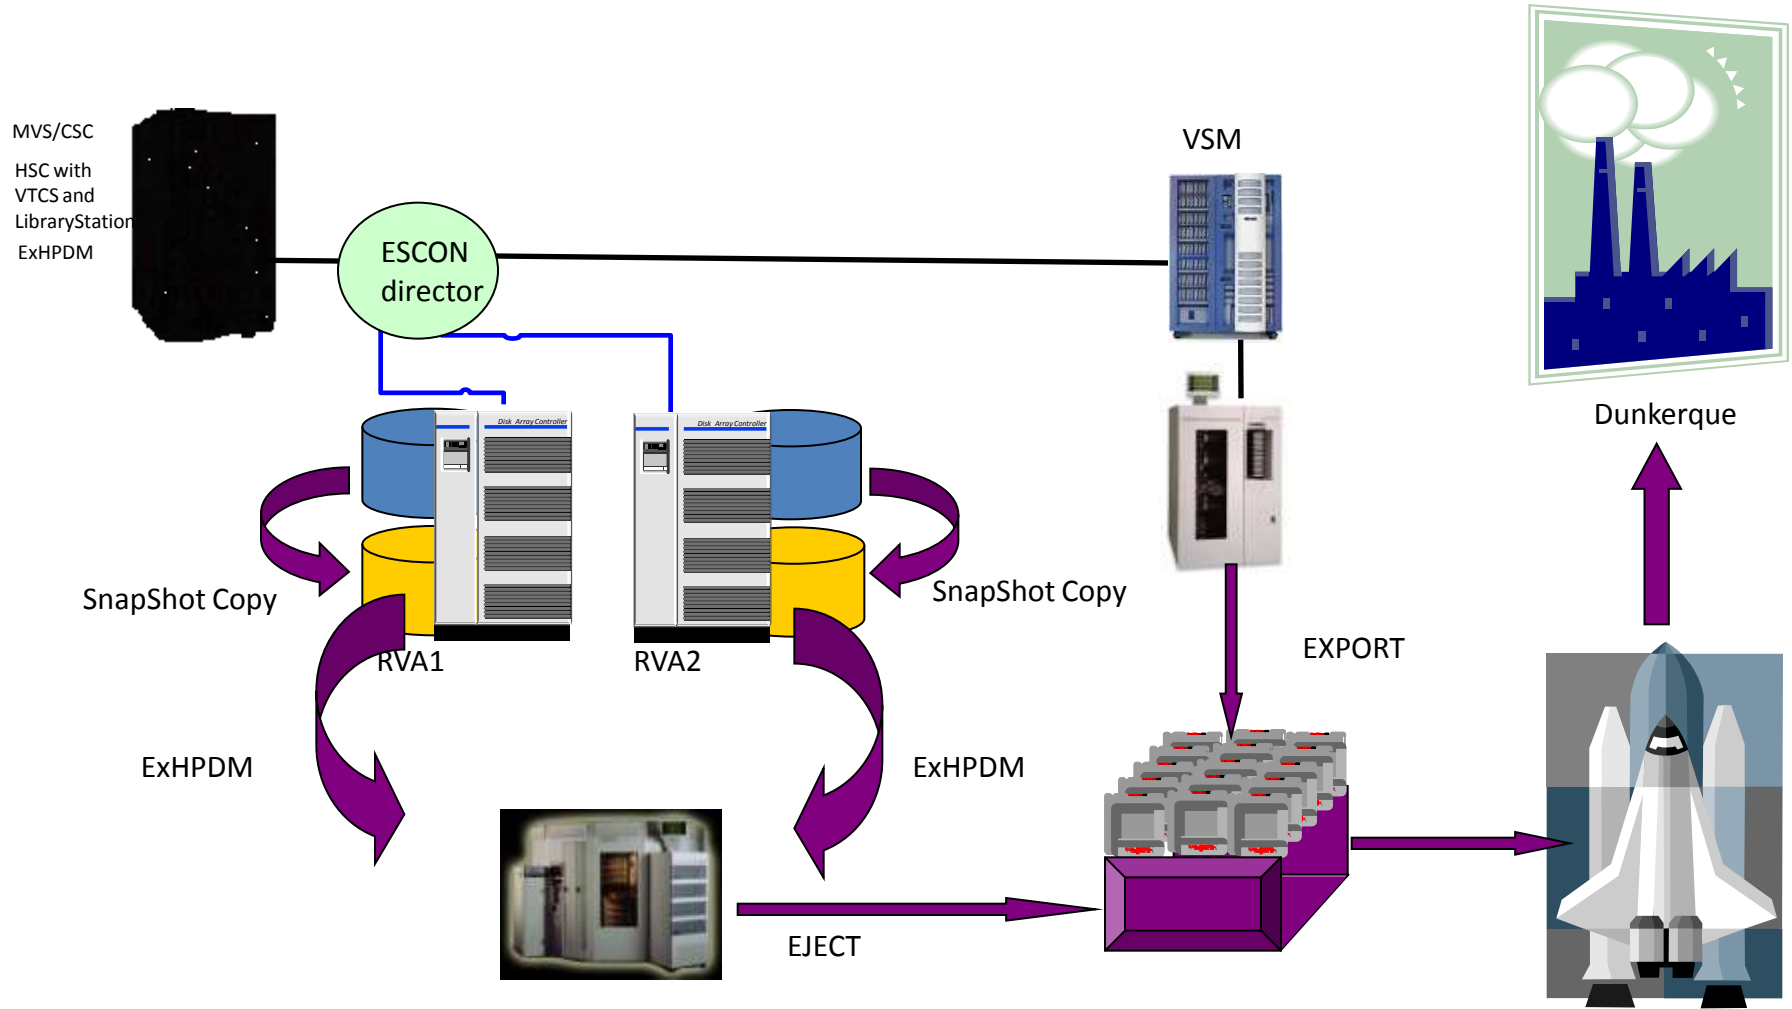 MVS/CSC
HSC with
VTCS and
LibraryStation
ExHPDM
ESCON
director
VSM
Dunkerque
Disk Array Controller
Disk Array Controller
SnapShot Copy
SnapShot Copy
RVA1
RVA2
EXPORT
ExHPDM
ExHPDM
EJECT